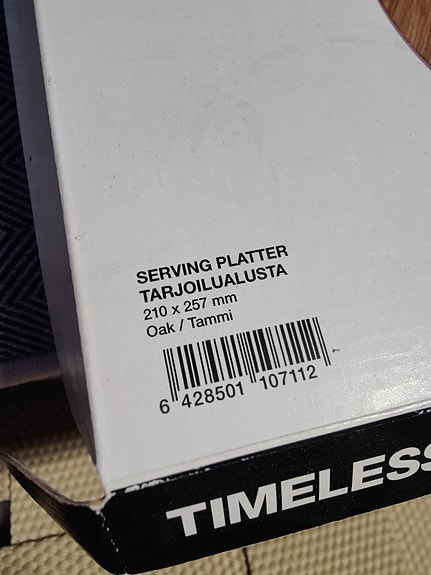 SERVING PLATTER
TARJOILUALUSTA
210 x 257 mm
Oak / Tammi
6 428501 107112
TIMELESS